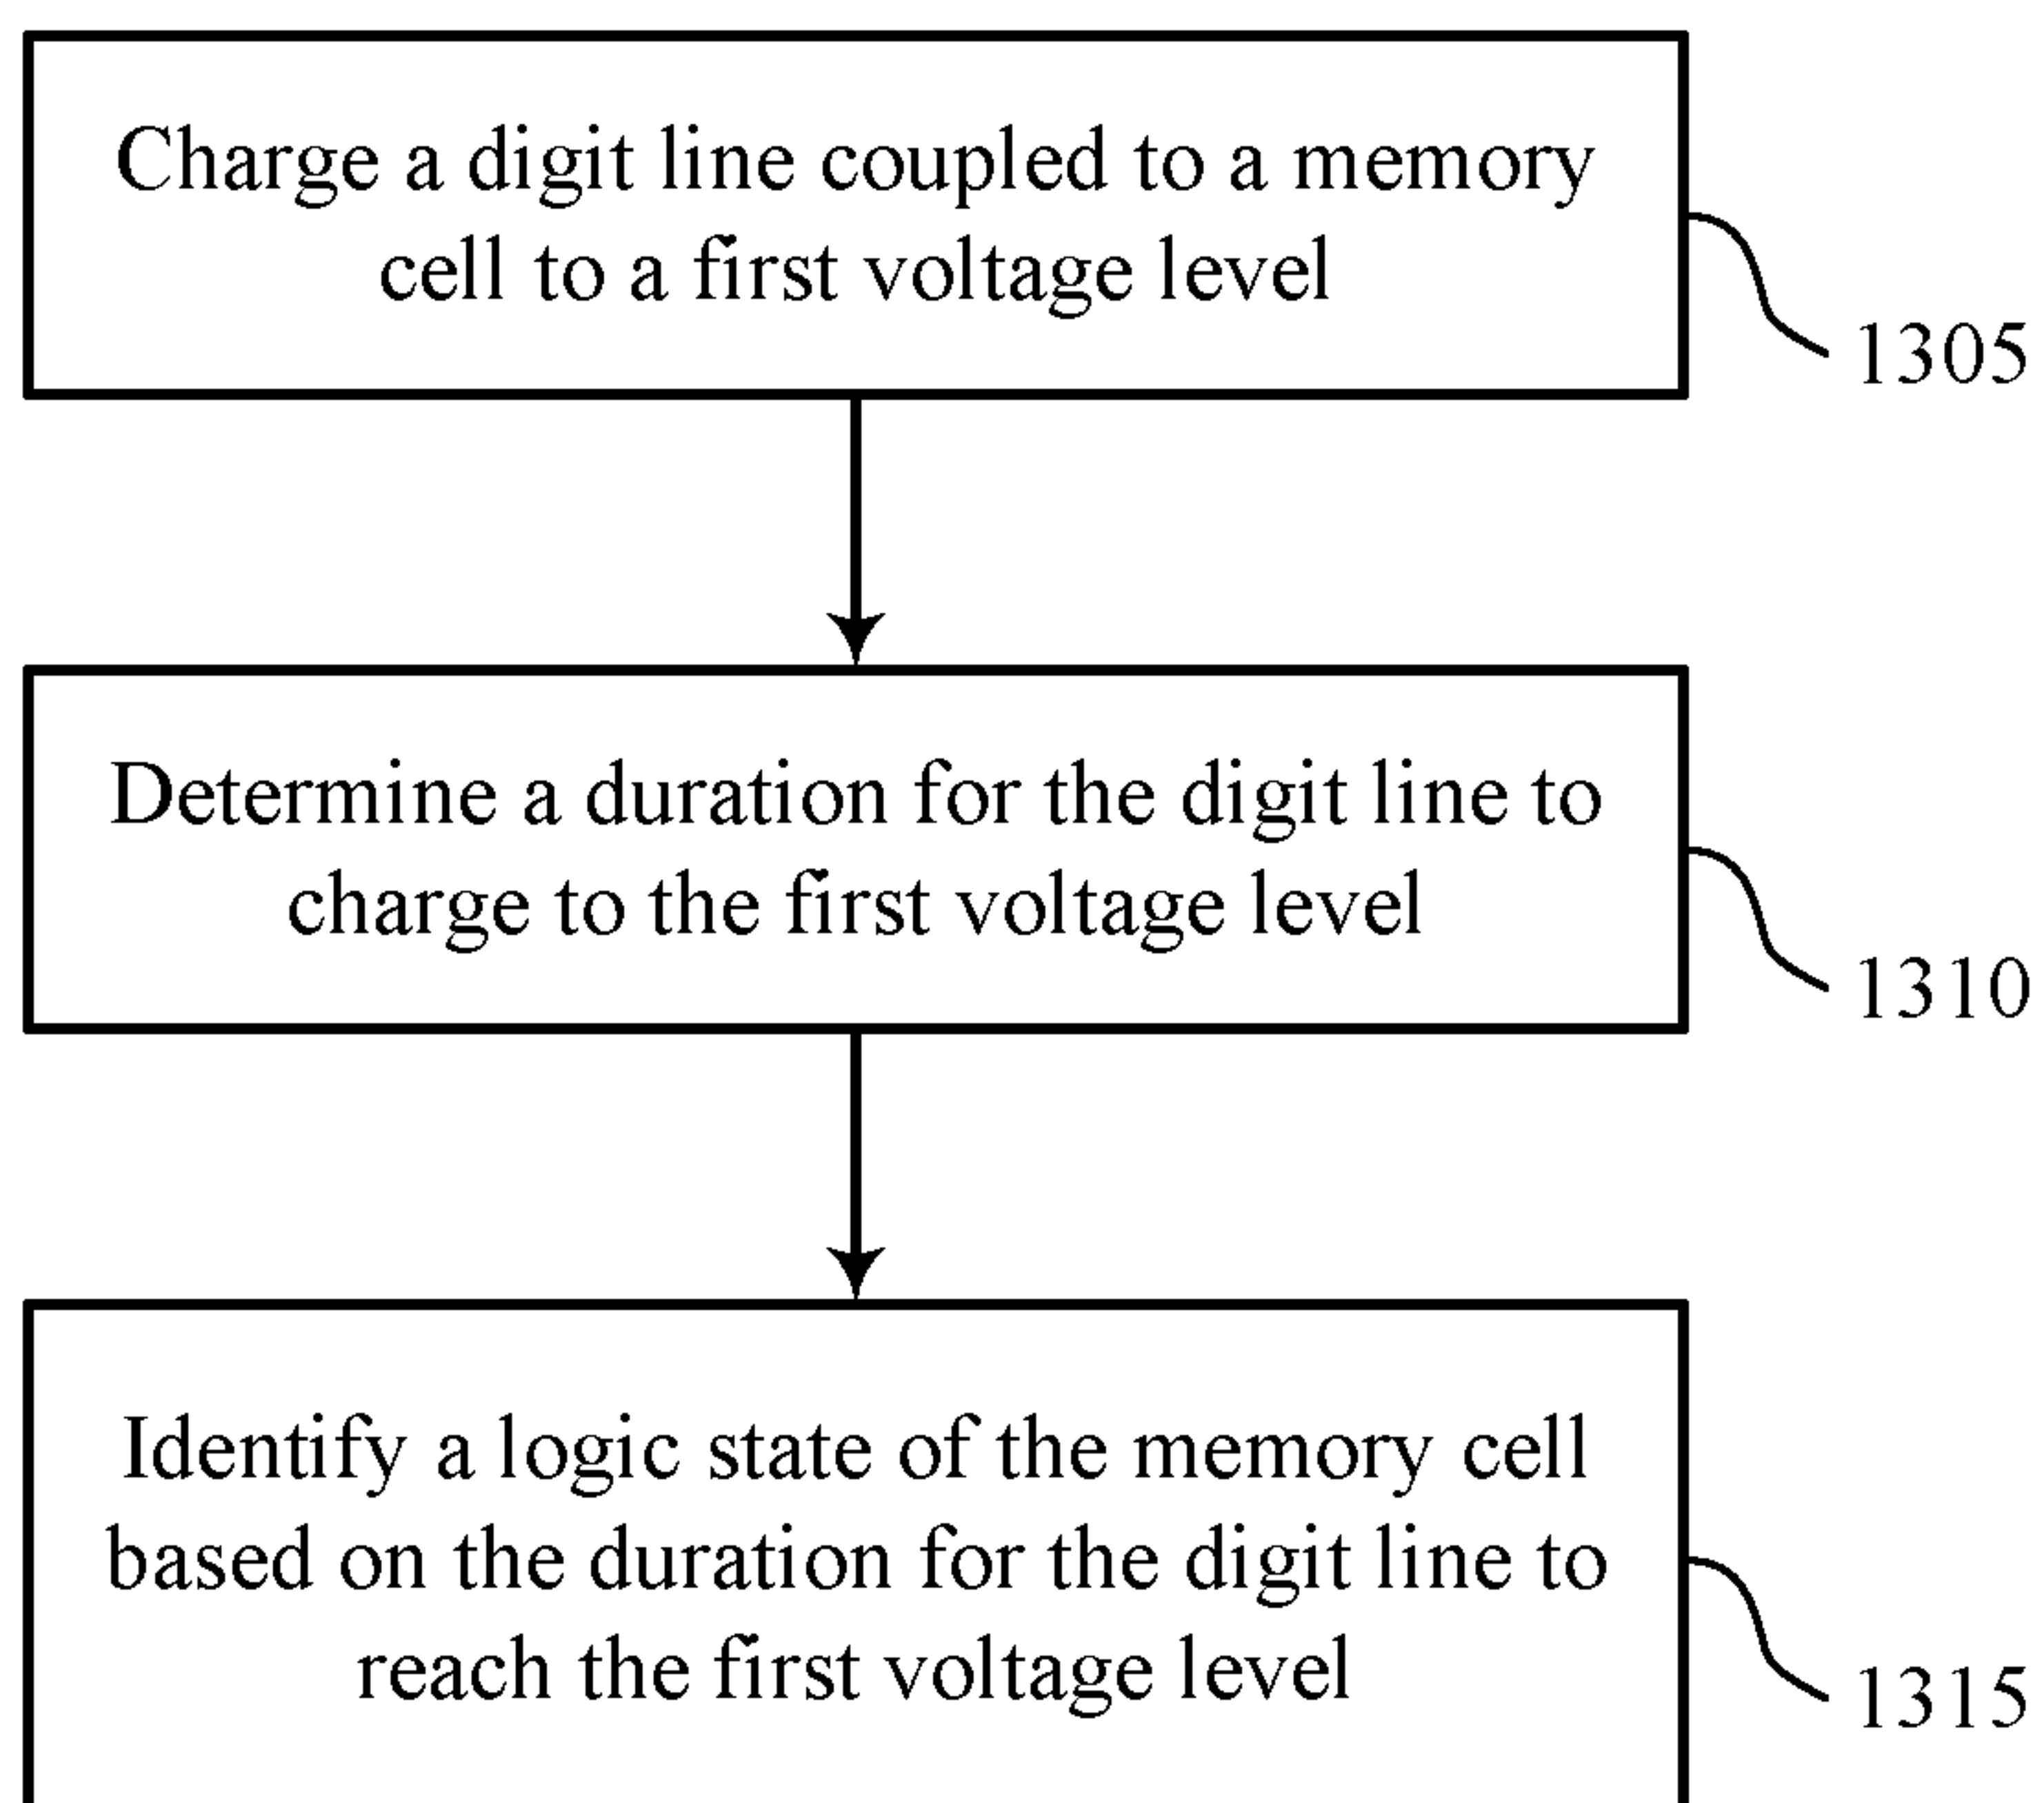 Charge a digit line coupled to a memory
cell to a first voltage level
1305
Determine a duration for the digit line to
charge to the first voltage level
1310
Identify a logic state of the memory cell
based on the duration for the digit line to
reach the first voltage level
1315